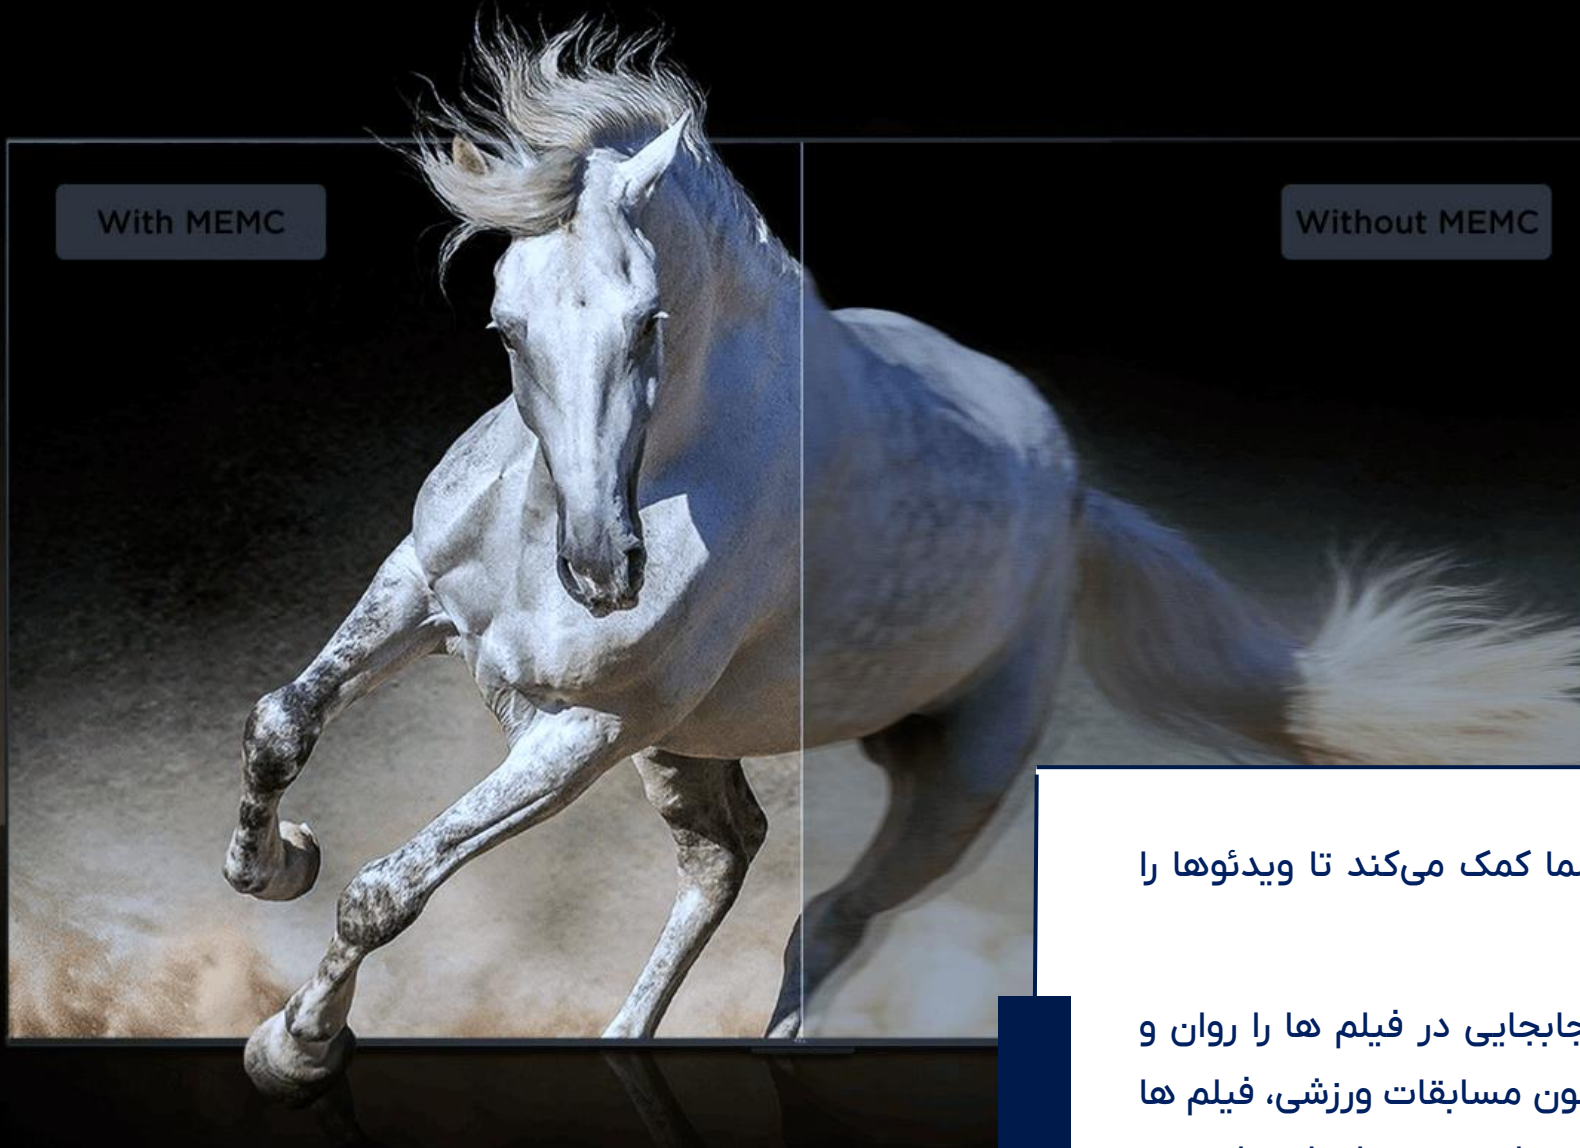 With MEMC
Without MEMC
کمک می‌کند تا ویدئوها را
جابجایی در فیلم ها را روان و
مسابقات ورزشی، فیلم ها